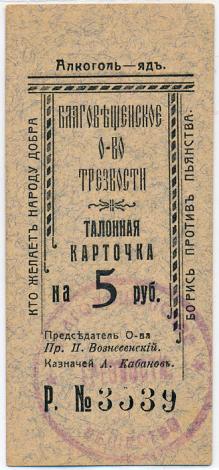 Алкоголь—ядъ.
КТО ЖЕЛАЕТЪ НАРОДУ ДОБРА
БЛАГОВѢЩЕНСКОЕ
О-ВО
ТРЕЗВОСТИ
ТАЛОННАЯ
КАРТОЧКА
на 5 руб.
Предсѣдатель О-ва
Пр. П. Вознесенскій.
Казначей А. Кабановъ.
Р. № 3539
БОРИСЬ ПРОТИВЪ ПЬЯНСТВА.